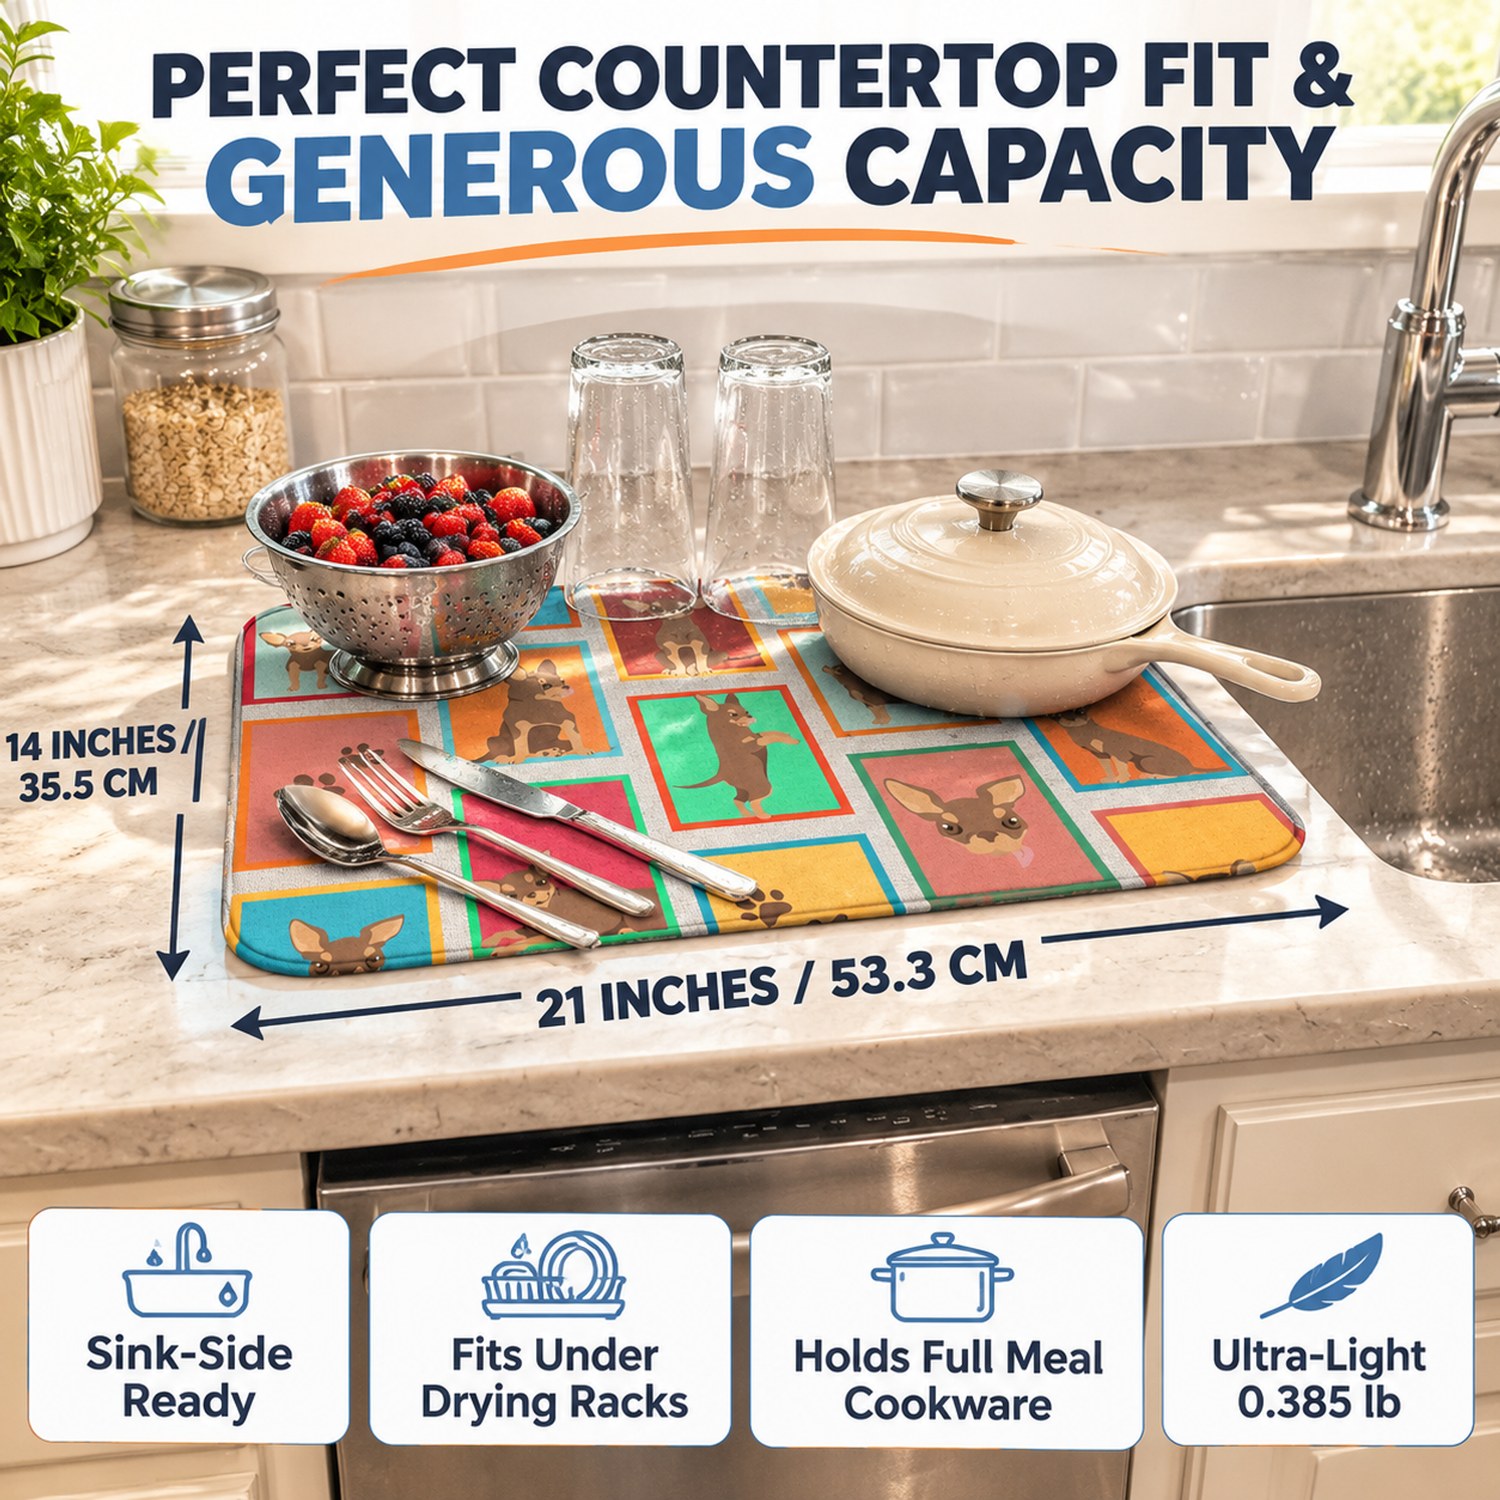 PERFECT COUNTERTOP FIT &
GENEROUS CAPACITY
14 INCHES /
35.5 CM
21 INCHES / 53.3 CM
Sink-Side
Ready
Fits Under
Drying Racks
Holds Full Meal
Cookware
Ultra-Light
0.385 lb